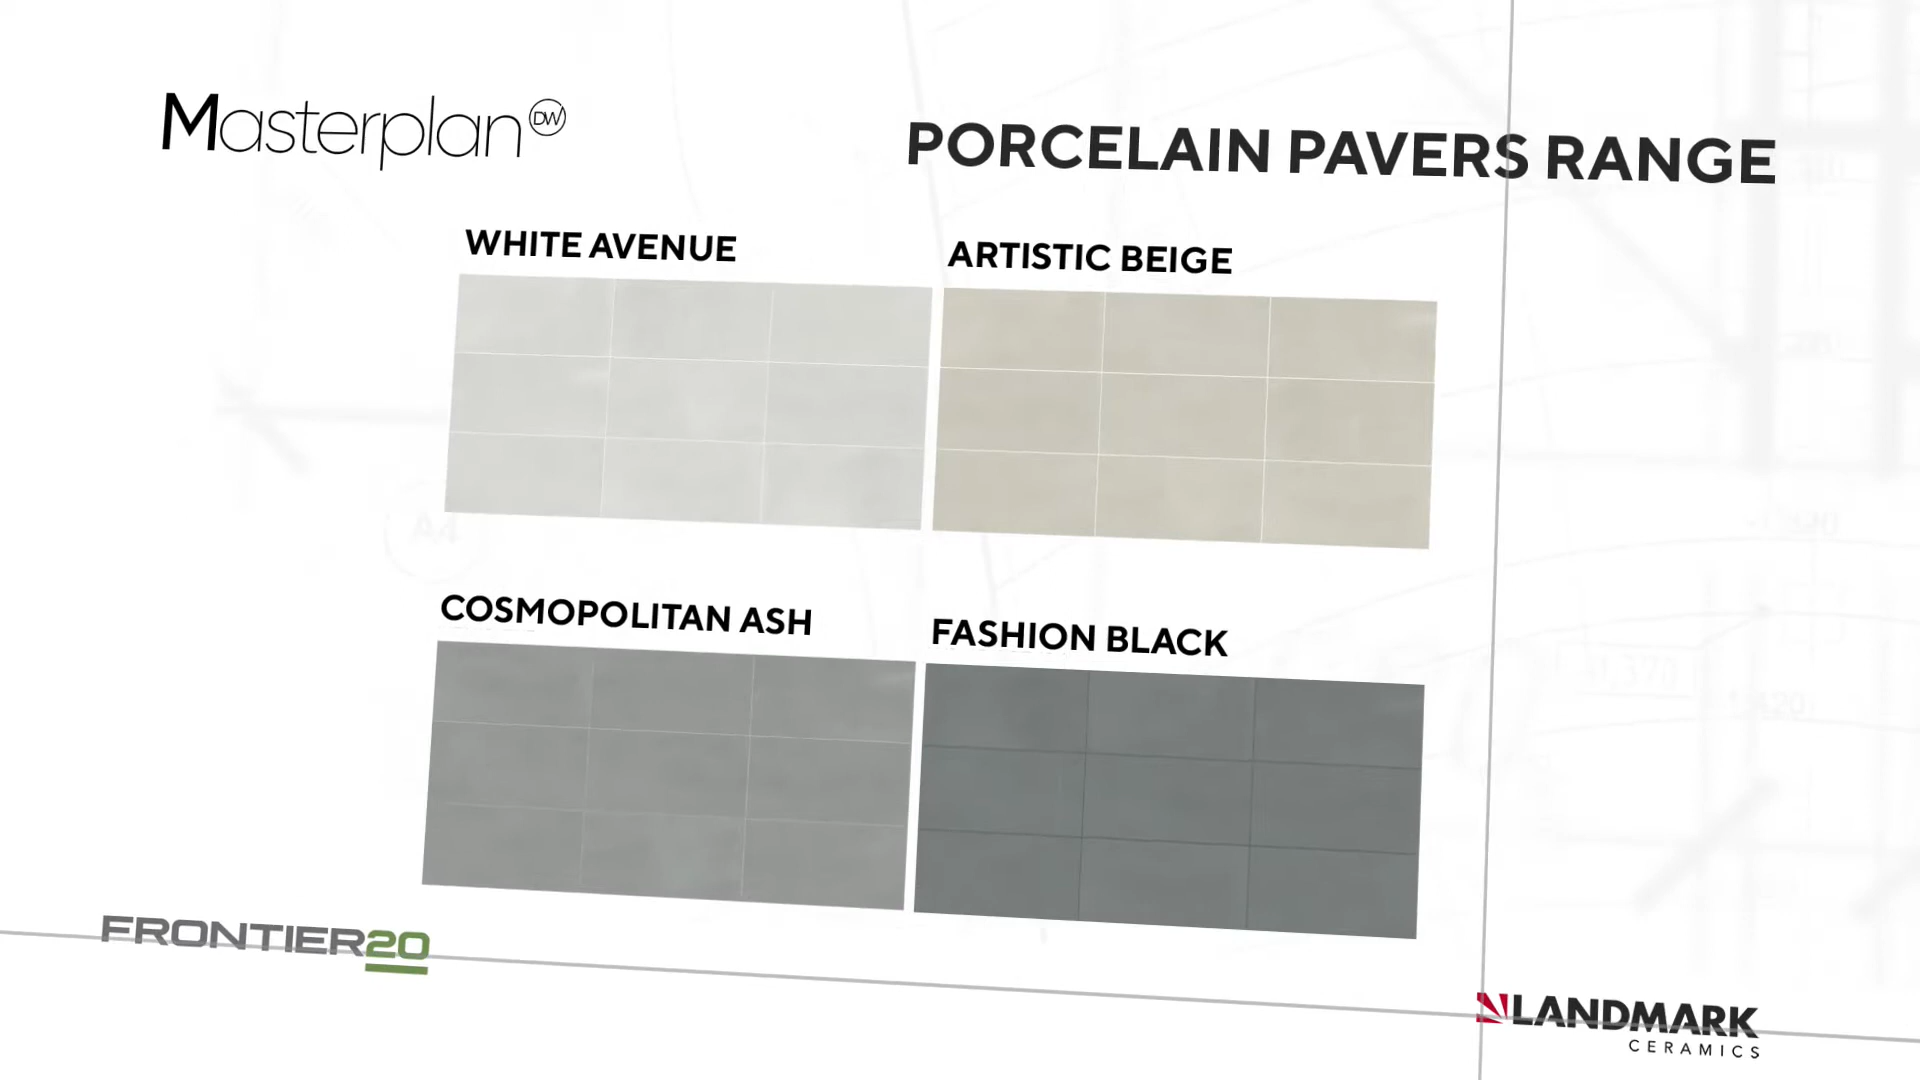 Masterplan DW
PORCELAIN PAVERS RANGE
WHITE AVENUE
ARTISTIC BEIGE
COSMOPOLITAN ASH
FASHION BLACK
FRONTIER20
LANDMARK
CERAMICS